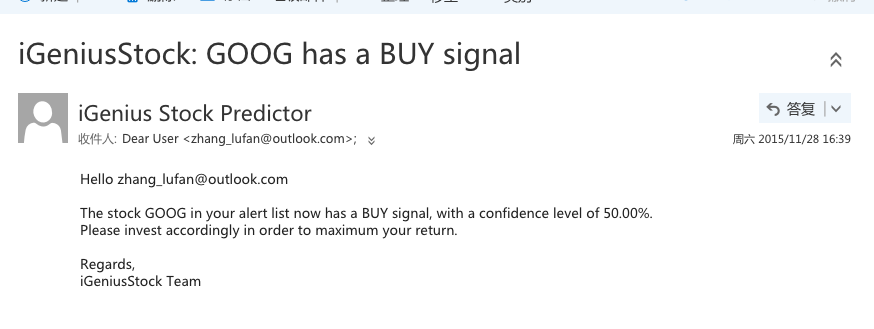 iGeniusStock: GOOG has a BUY signal
iGenius Stock Predictor
答复
收件人: Dear User <zhang_lufan@outlook.com>;
周六 2015/11/28 16:39
Hello zhang_lufan@outlook.com
The stock GOOG in your alert list now has a BUY signal, with a confidence level of 50.00%.
Please invest accordingly in order to maximum your return.
Regards,
iGeniusStock Team